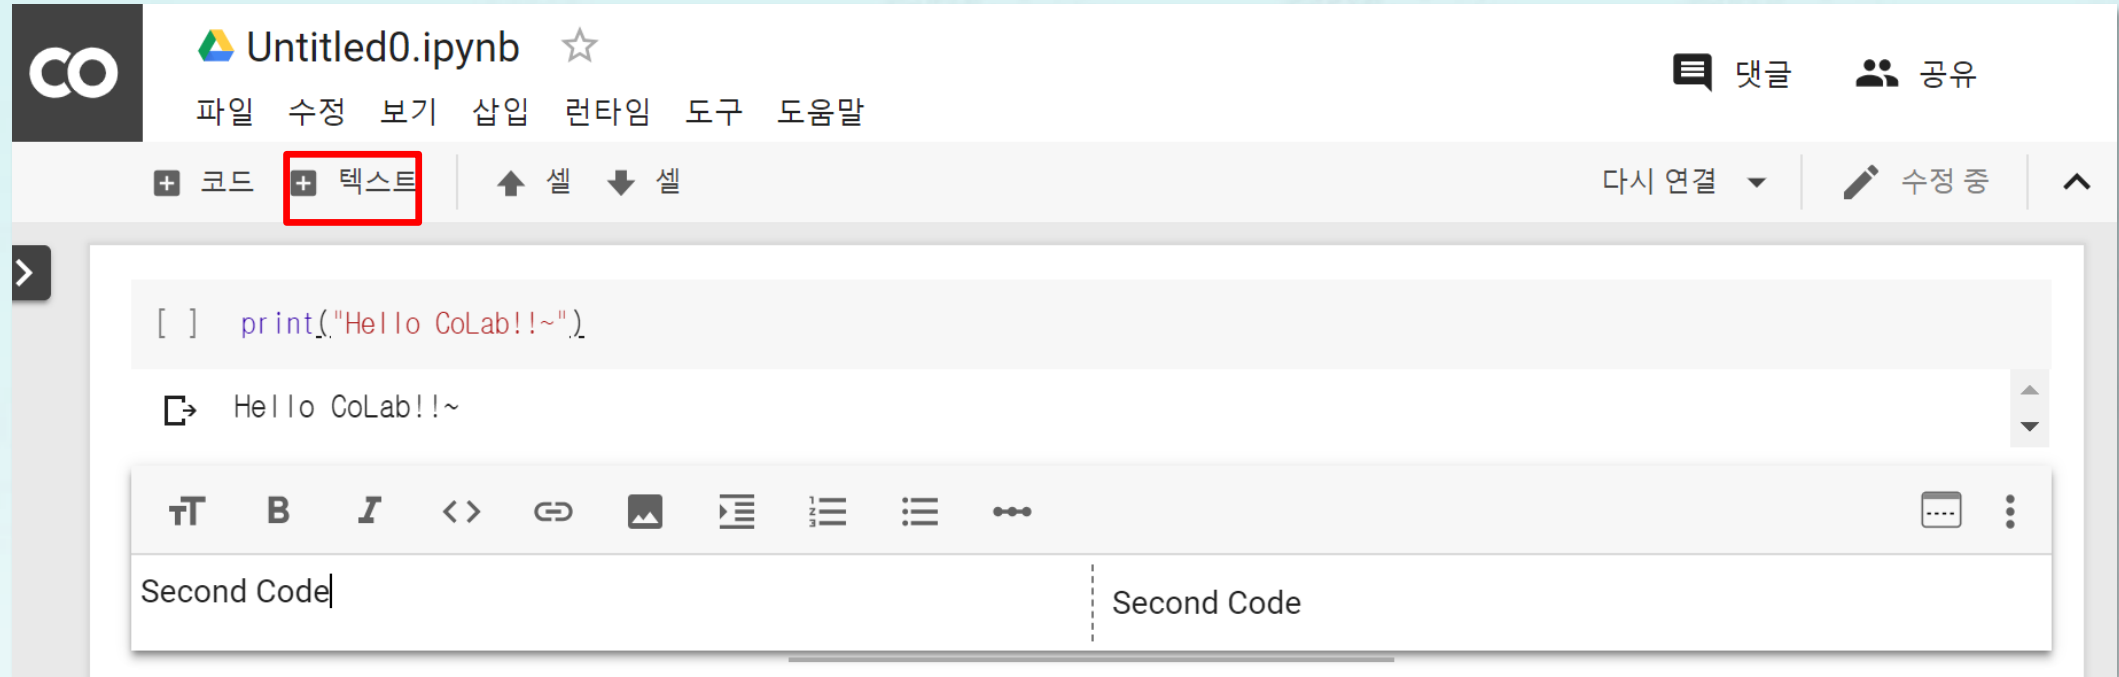 CO
Untitled0.ipynb
댓글 공유
파일 수정 보기 삽입 런타임 도구 도움말
코드 텍스트 셀 셀 다시 연결 수정 중
[ ] print("Hello CoLab!!~")
Hello CoLab!!~
Second Code
Second Code